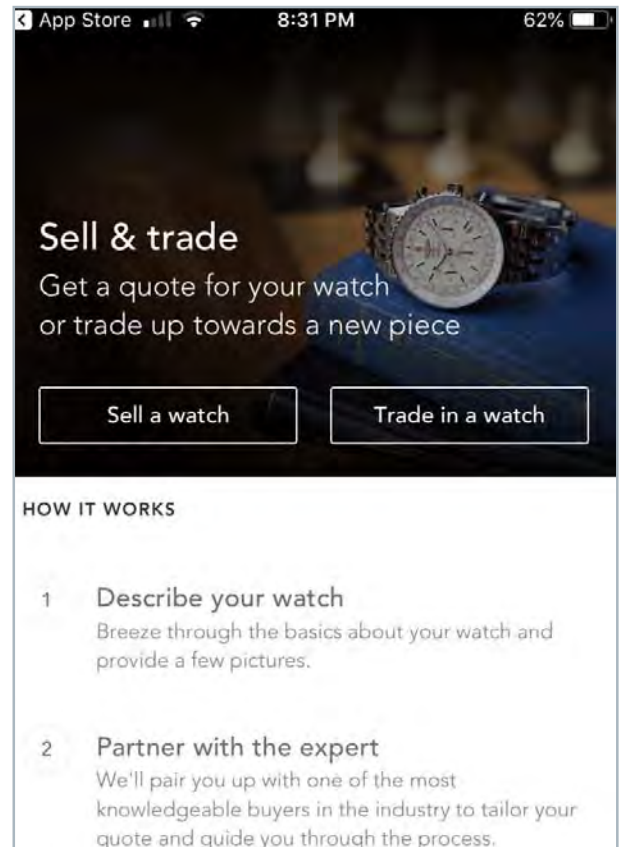 App Store 8:31 PM 62%
Sell & trade
Get a quote for your watch
or trade up towards a new piece
Sell a watch Trade in a watch
HOW IT WORKS
1 Describe your watch
Breeze through the basics about your watch and
provide a few pictures.
2 Partner with the expert
We'll pair you up with one of the most
knowledgeable buyers in the industry to tailor your
quote and guide you through the process.